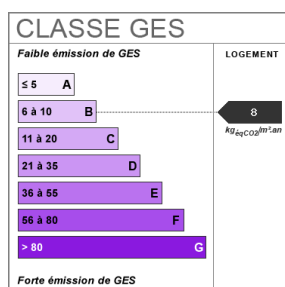 CLASSE GES
Faible émission de GES
LOGEMENT
≤ 5 A
6 à 10 B
8
kgéqCO2/m².an
11 à 20 C
21 à 35 D
36 à 55 E
56 à 80 F
> 80 G
Forte émission de GES